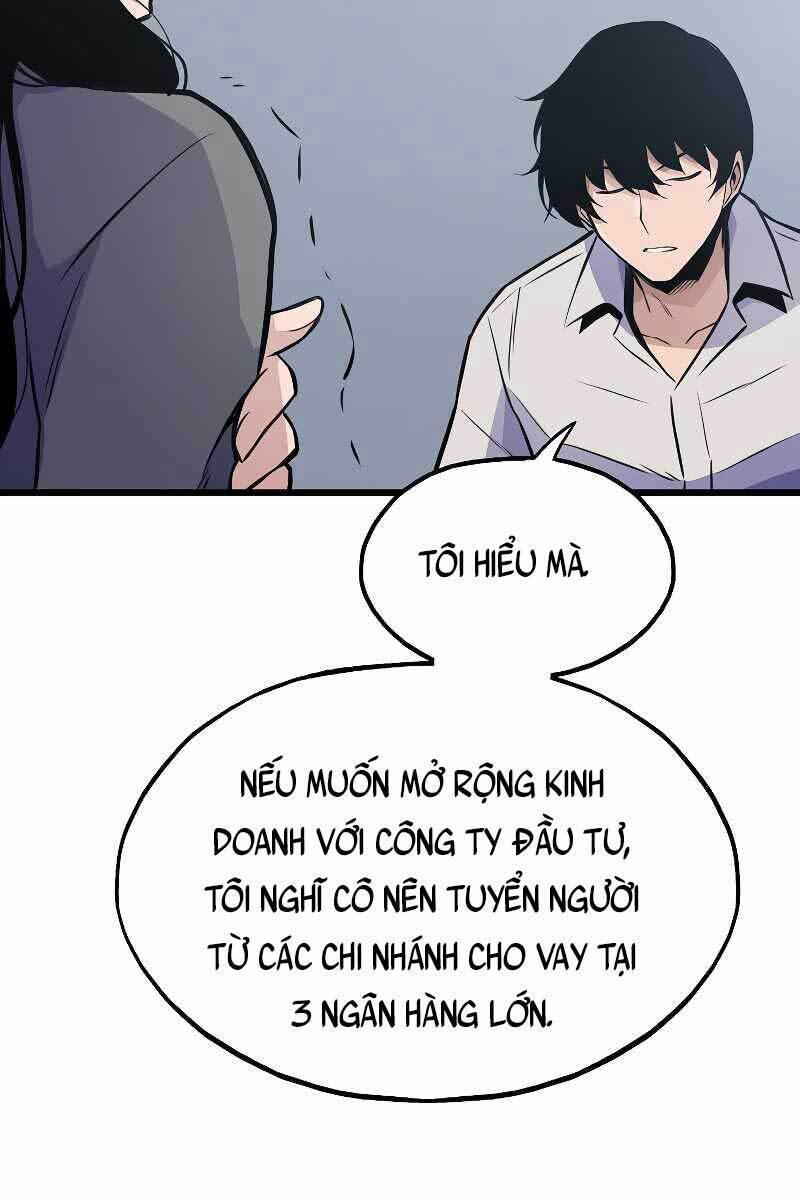 TÔI HIỂU MÀ.
NẾU MUỐN MỞ RỘNG KINH
DOANH VỚI CÔNG TY ĐẦU TƯ,
TÔI NGHĨ CÔ NÊN TUYỂN NGƯỜI
TỪ CÁC CHI NHÁNH CHO VAY TẠI
3 NGÂN HÀNG LỚN.